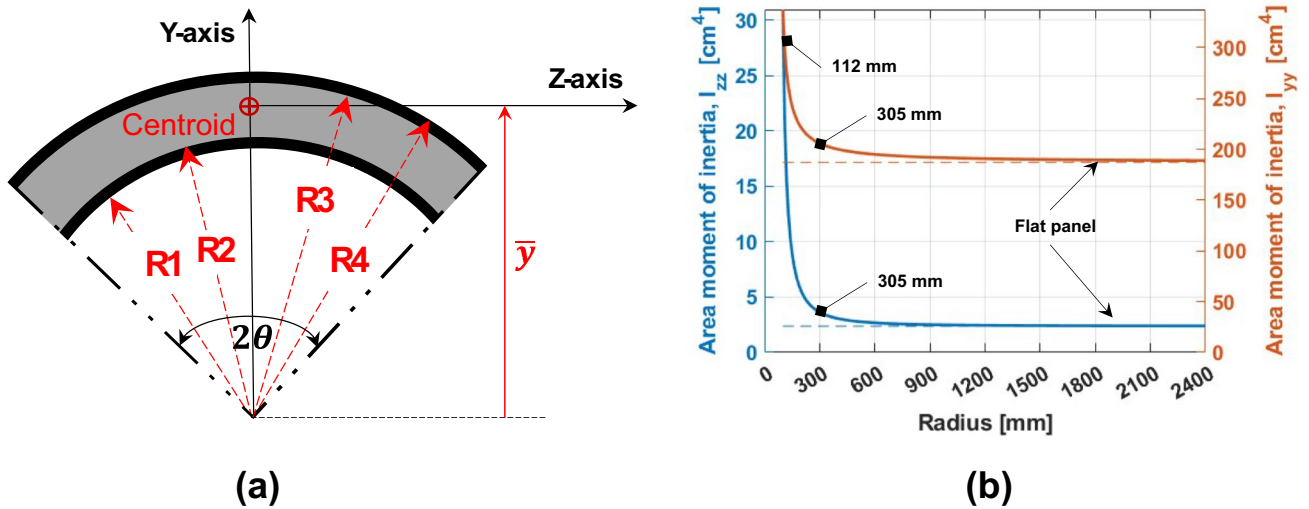 Y-axis
Z-axis
Centroid
R1
R2
R3
R4
y̅
2θ
(a)
Area moment of inertia, I_zz [cm⁴]
30
25
20
15
10
5
0
112 mm
305 mm
Flat panel
305 mm
300
250
200
150
100
50
0
Area moment of inertia, I_yy [cm⁴]
0
300
600
900
1200
1500
1800
2100
2400
Radius [mm]
(b)